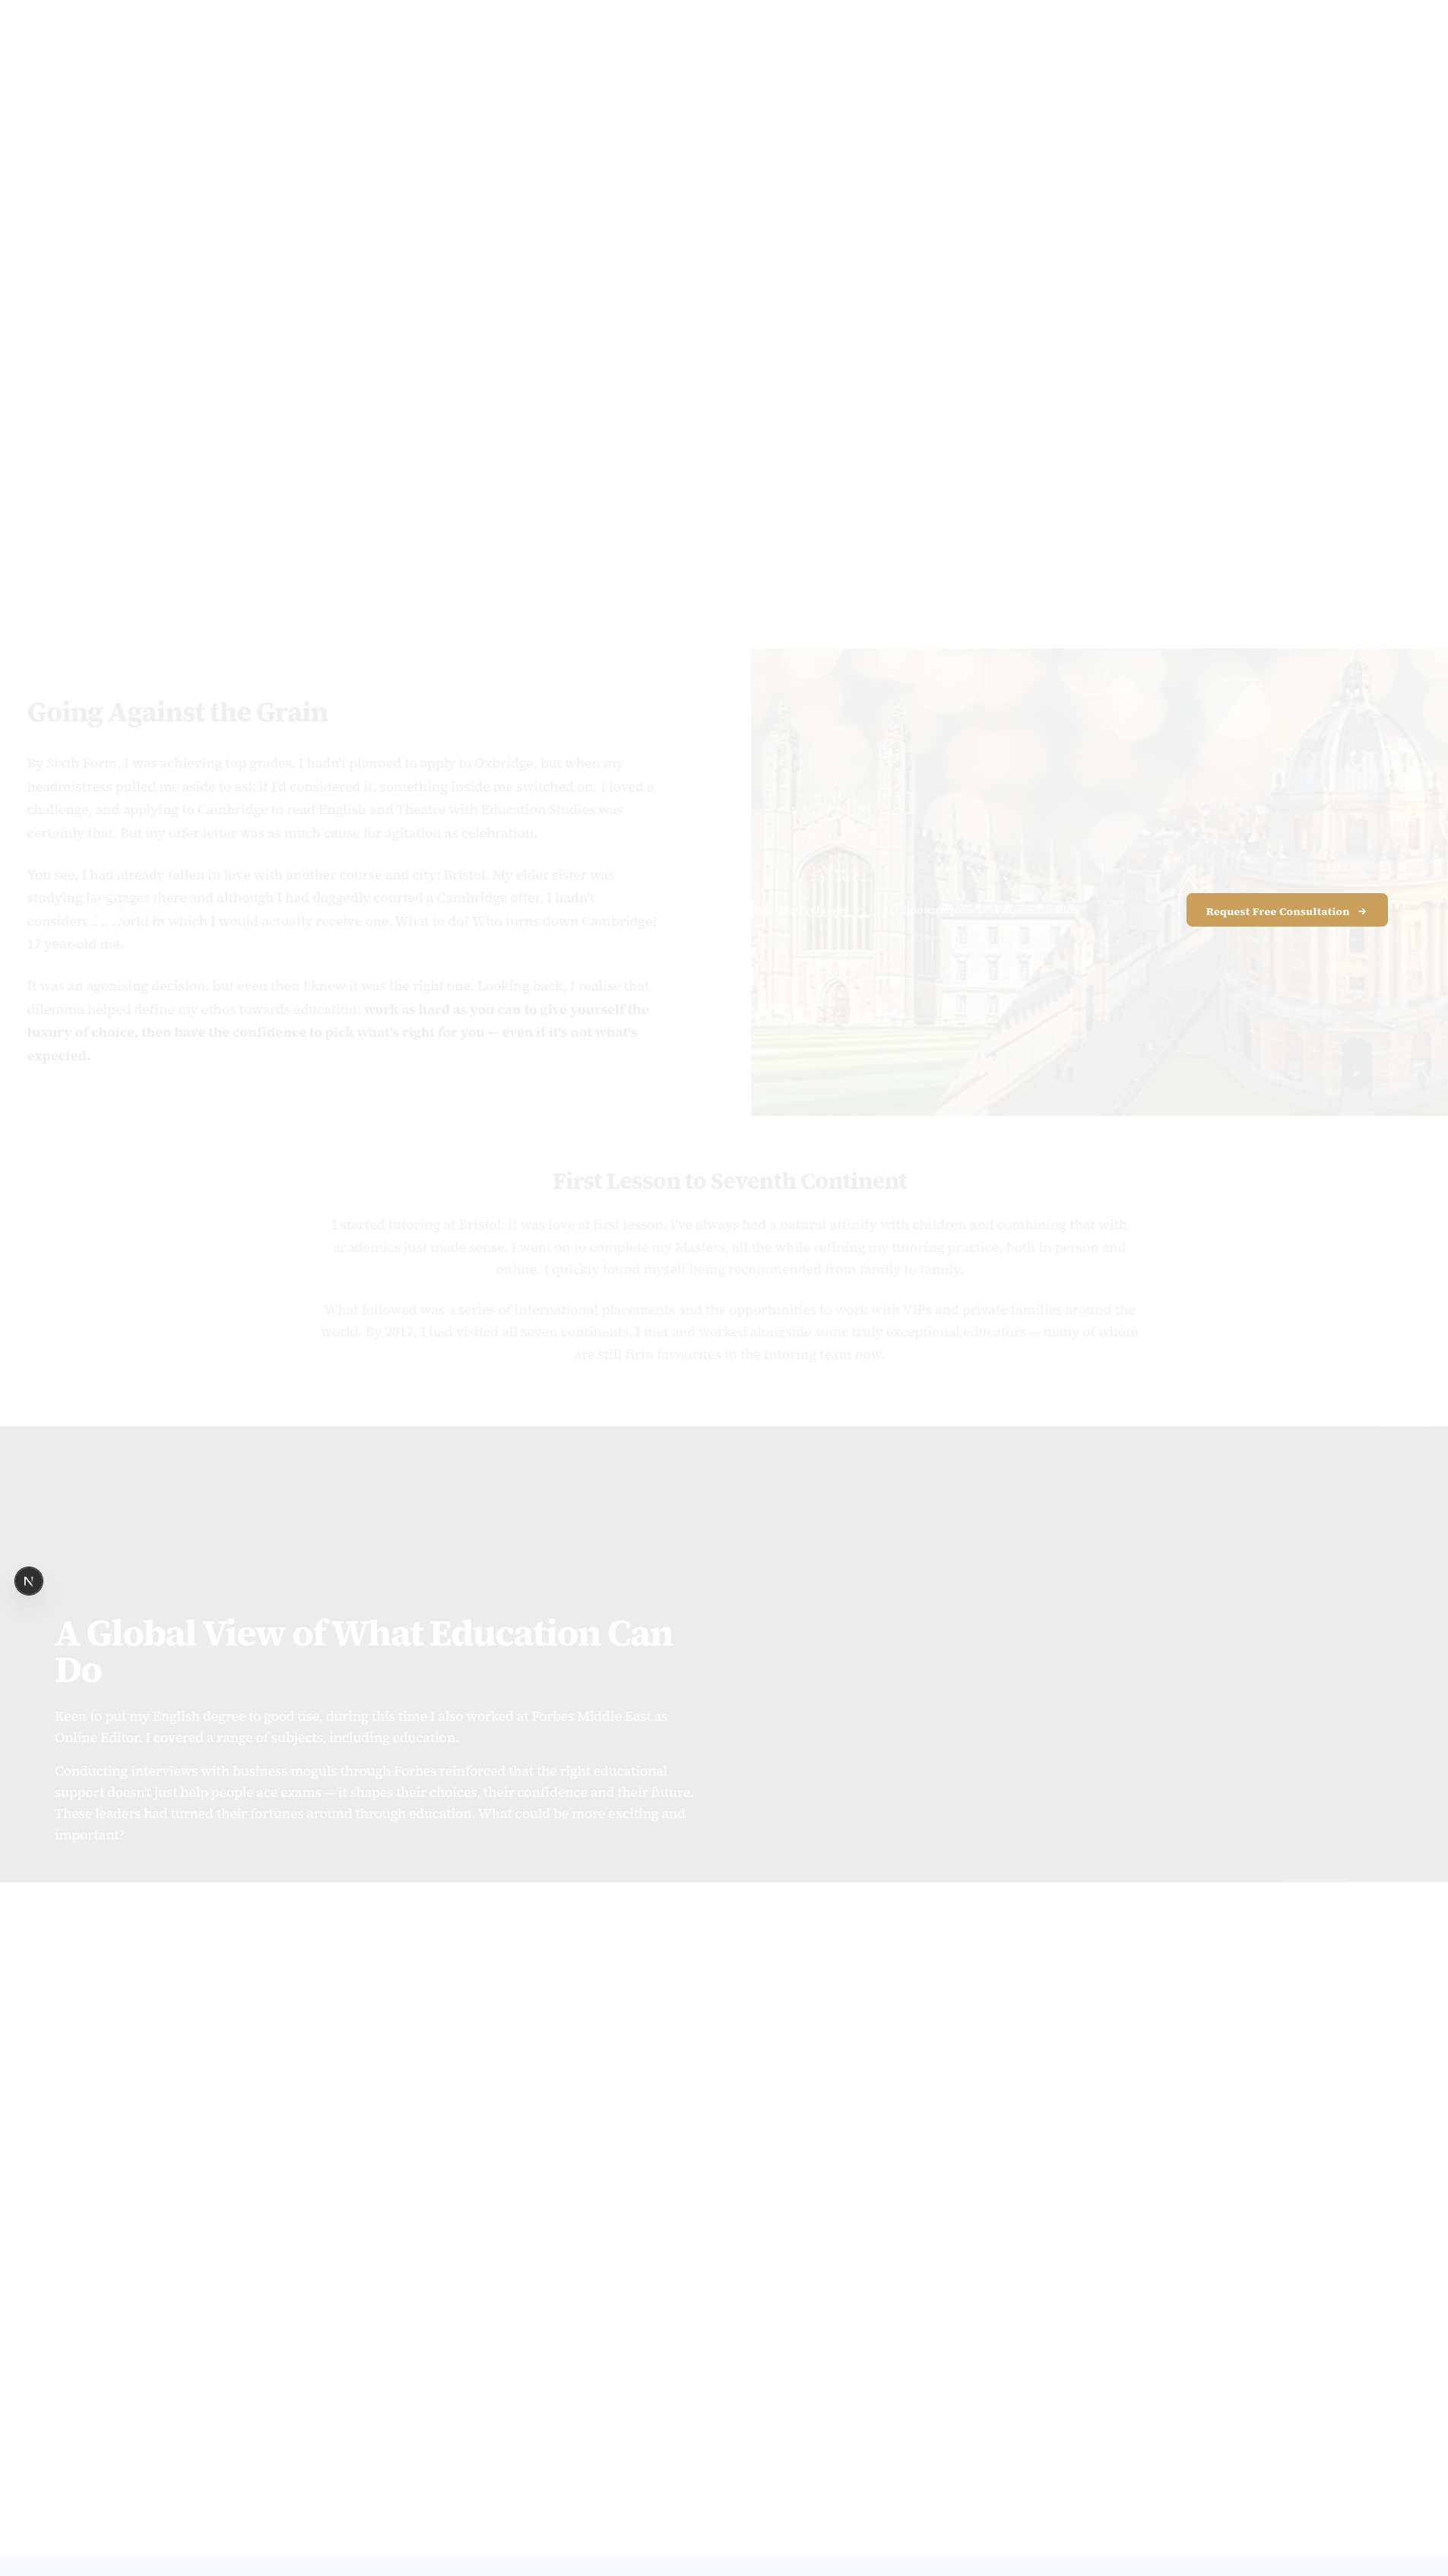 Going Against the Grain
By Sixth Form, I was achieving top grades. I hadn't planned to apply to Oxbridge, but when my
headmistress pulled me aside to ask if I'd considered it, something inside me switched on. I loved a
challenge, and applying to Cambridge to read English and Theatre with Education Studies was
certainly that. But my offer letter was as much cause for agitation as celebration.
You see, I had already fallen in love with another course and city: Bristol. My elder sister was
studying languages there and although I had doggedly courted a Cambridge offer, I hadn't
considered a world in which I would actually receive one. What to do? Who turns down Cambridge?
17 year-old me.
It was an agonising decision, but even then I knew it was the right one. Looking back, I realise that
dilemma helped define my ethos towards education: work as hard as you can to give yourself the
luxury of choice, then have the confidence to pick what's right for you — even if it's not what's
expected.
Request Free Consultation →
First Lesson to Seventh Continent
I started tutoring at Bristol; it was love at first lesson. I've always had a natural affinity with children and combining that with
academics just made sense. I went on to complete my Masters, all the while refining my tutoring practice, both in person and
online. I quickly found myself being recommended from family to family.
What followed was a series of international placements and the opportunities to work with VIPs and private families around the
world. By 2017, I had visited all seven continents. I met and worked alongside some truly exceptional educators — many of whom
are still firm favourites in the tutoring team now.
N
A Global View of What Education Can
Do
Keen to put my English degree to good use, during this time I also worked at Forbes Middle East as
Online Editor. I covered a range of subjects, including education.
Conducting interviews with business moguls through Forbes reinforced that the right educational
support doesn't just help people ace exams — it shapes their choices, their confidence and their future.
These leaders had turned their fortunes around through education. What could be more exciting and
important?